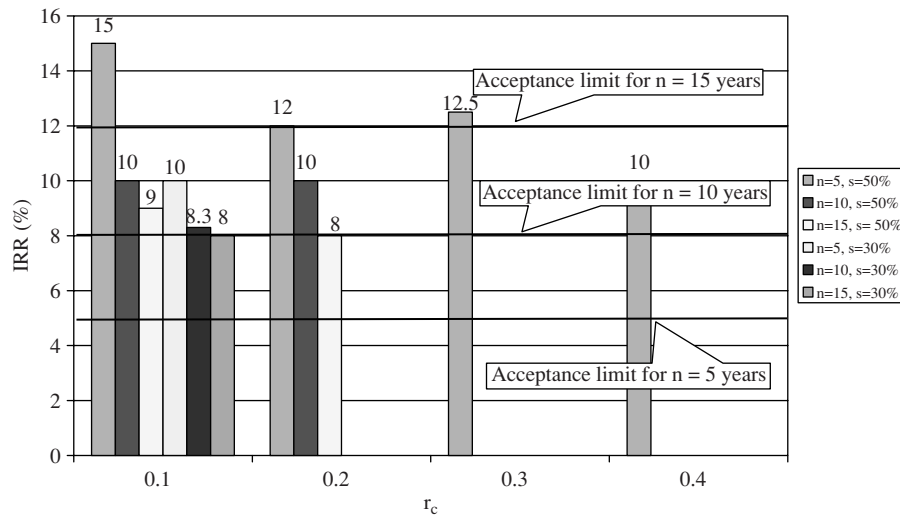 16
14
12
10
8
6
4
2
0
IRR (%)
15
10
9
10
8.3
8
12
10
8
12.5
10
Acceptance limit for n = 15 years
Acceptance limit for n = 10 years
Acceptance limit for n = 5 years
0.1
0.2
0.3
0.4
r_c
n=5, s=50%
n=10, s=50%
n=15, s= 50%
n=5, s=30%
n=10, s=30%
n=15, s=30%